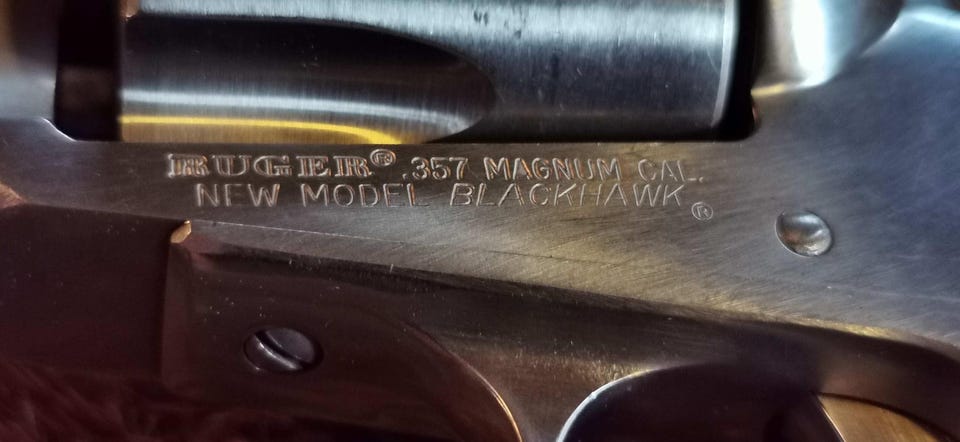 RUGER® .357 MAGNUM CAL.
NEW MODEL BLACKHAWK®